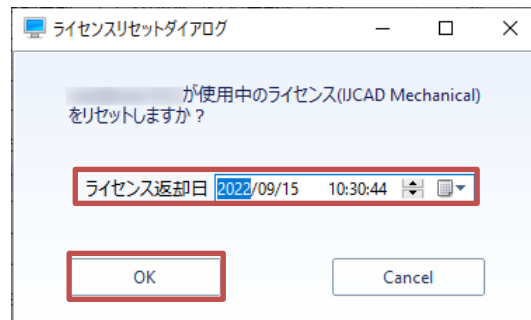 ライセンスリセットダイアログ
が使用中のライセンス(IJCAD Mechanical)
をリセットしますか？
ライセンス返却日 2022/09/15 10:30:44
OK
Cancel